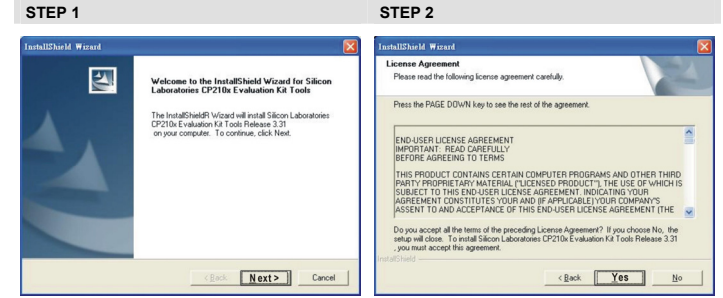 STEP 1
InstallShield Wizard
Welcome to the InstallShield Wizard for Silicon
Laboratories CP210x Evaluation Kit Tools
The InstallShieldR Wizard will install Silicon Laboratories
CP210x Evaluation Kit Tools Release 3.31
on your computer. To continue, click Next.
< Back
Next >
Cancel
STEP 2
InstallShield Wizard
License Agreement
Please read the following license agreement carefully.
Press the PAGE DOWN key to see the rest of the agreement.
END-USER LICENSE AGREEMENT
IMPORTANT: READ CAREFULLY
BEFORE AGREEING TO TERMS
THIS PRODUCT CONTAINS CERTAIN COMPUTER PROGRAMS AND OTHER THIRD
PARTY PROPRIETARY MATERIAL ("LICENSED PRODUCT"), THE USE OF WHICH IS
SUBJECT TO THIS END-USER LICENSE AGREEMENT. INDICATING YOUR
AGREEMENT CONSTITUTES YOUR AND (IF APPLICABLE) YOUR COMPANY'S
ASSENT TO AND ACCEPTANCE OF THIS END-USER LICENSE AGREEMENT (THE
Do you accept all the terms of the preceding License Agreement? If you choose No, the
setup will close. To install Silicon Laboratories CP210x Evaluation Kit Tools Release 3.31
, you must accept this agreement.
InstallShield
< Back
Yes
No